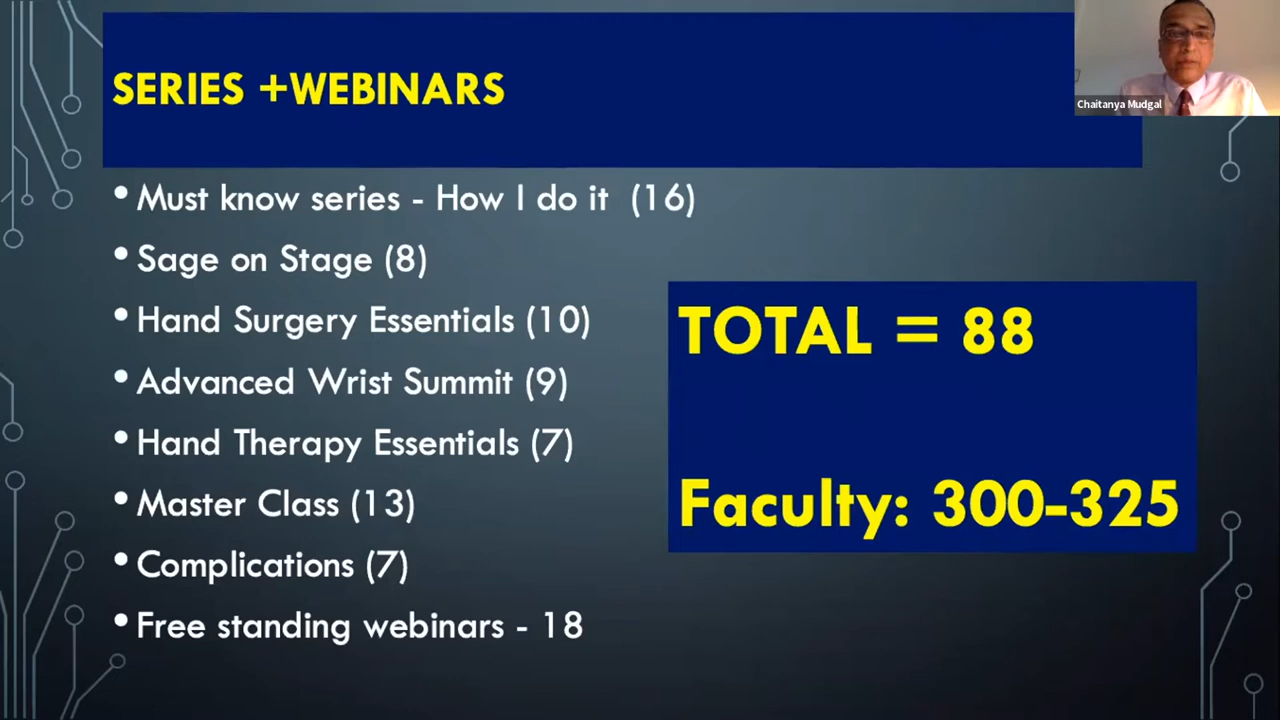 SERIES +WEBINARS
Chaitanya Mudgal
• Must know series - How I do it (16)
• Sage on Stage (8)
• Hand Surgery Essentials (10)
• Advanced Wrist Summit (9)
• Hand Therapy Essentials (7)
• Master Class (13)
• Complications (7)
• Free standing webinars - 18
TOTAL = 88
Faculty: 300-325